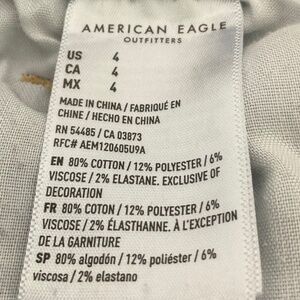 AMERICAN EAGLE
OUTFITTERS
US 4
CA 4
MX 4
MADE IN CHINA / FABRIQUÉ EN
CHINE / HECHO EN CHINA
RN 54485 / CA 03873
RFC# AEM120605U9A
EN 80% COTTON / 12% POLYESTER / 6%
VISCOSE / 2% ELASTANE. EXCLUSIVE OF
DECORATION
FR 80% COTON / 12% POLYESTER / 6%
VISCOSE / 2% ÉLASTHANNE. À L'EXCEPTION
DE LA GARNITURE
SP 80% algodón / 12% poliéster / 6%
viscosa / 2% elastano